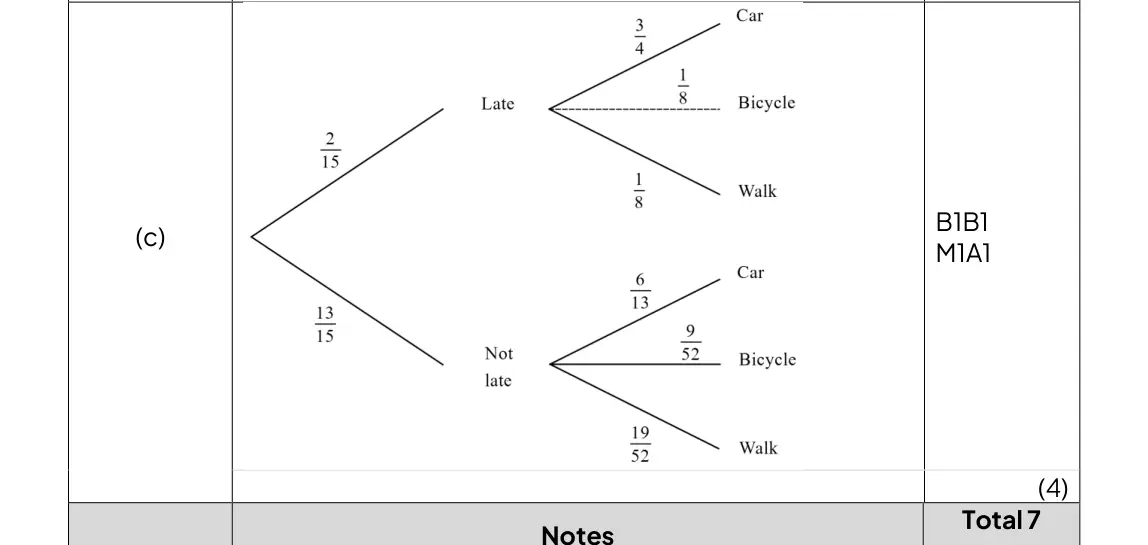 (c)
3/4
Car
1/8
Bicycle
Late
2/15
1/8
Walk
B1B1
M1A1
13/15
6/13
Car
9/52
Bicycle
Not
late
19/52
Walk
(4)
Notes
Total 7